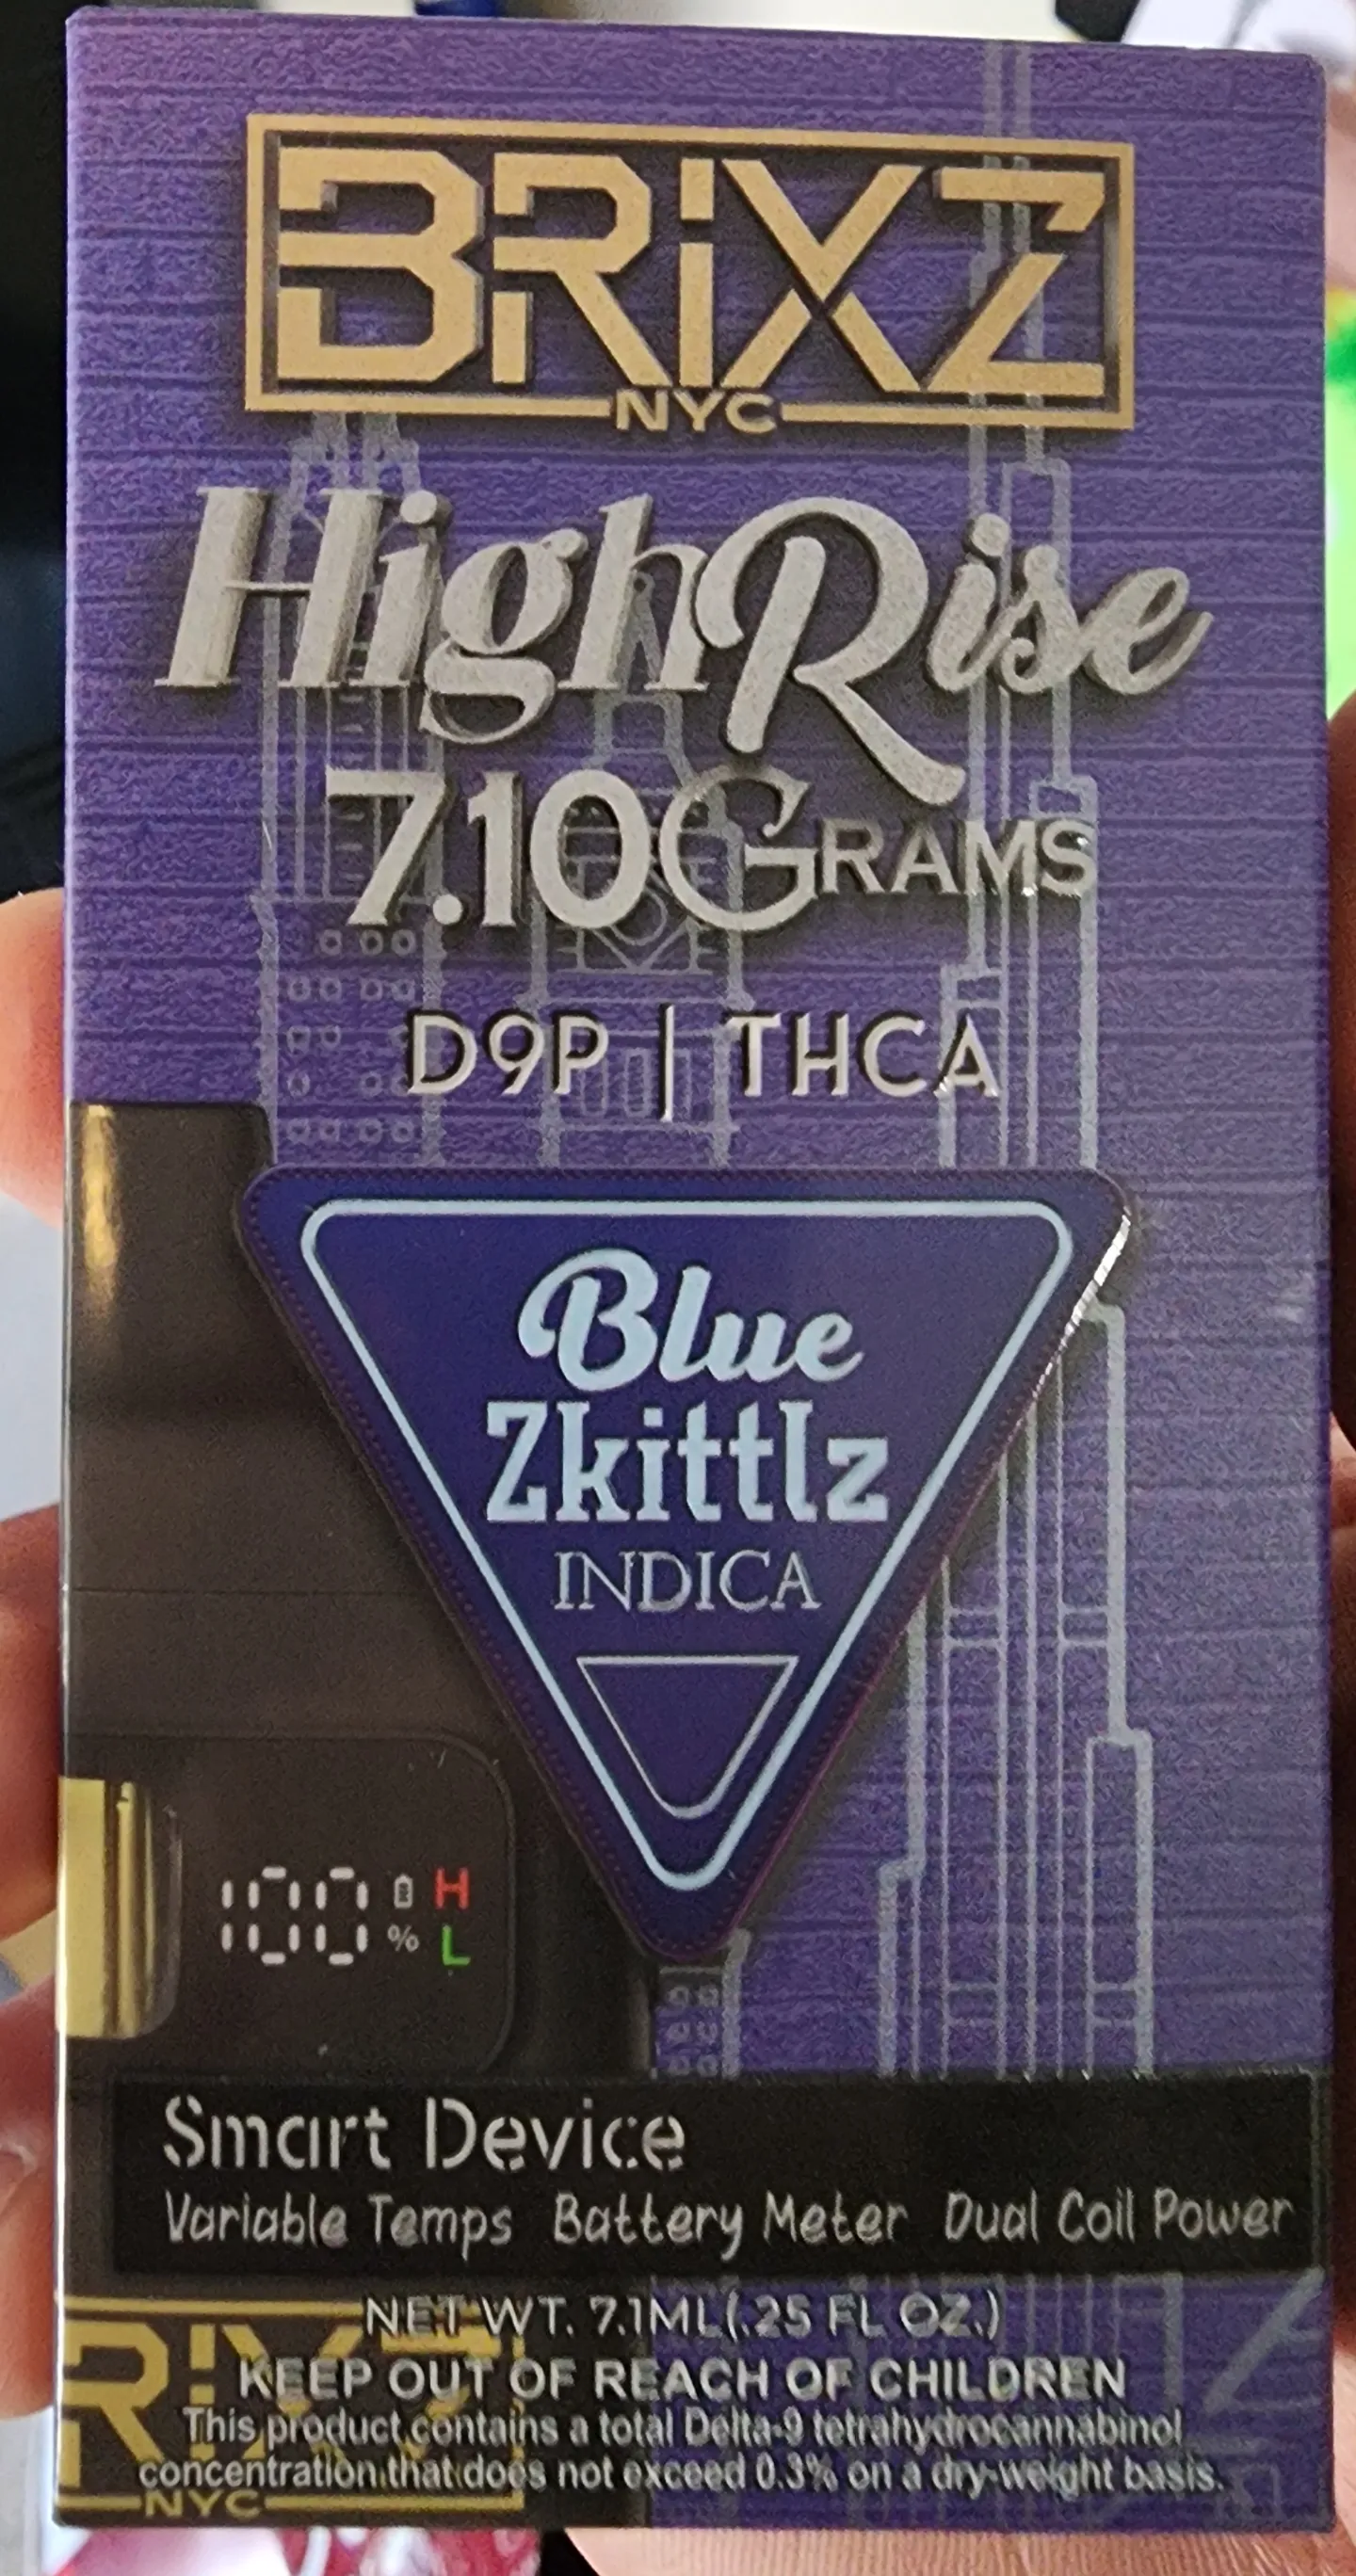 BRiXZ
NYC
HighRise
7.10GRAMS
D9P | THCA
Blue
Zkittlz
INDICA
100 % H
L
Smart Device
Variable Temps Battery Meter Dual Coil Power
NET WT. 7.1ML(.25 FL OZ.)
KEEP OUT OF REACH OF CHILDREN
This product contains a total Delta-9 tetrahydrocannabinol
concentration that does not exceed 0.3% on a dry-weight basis.
RiXZ
NYC